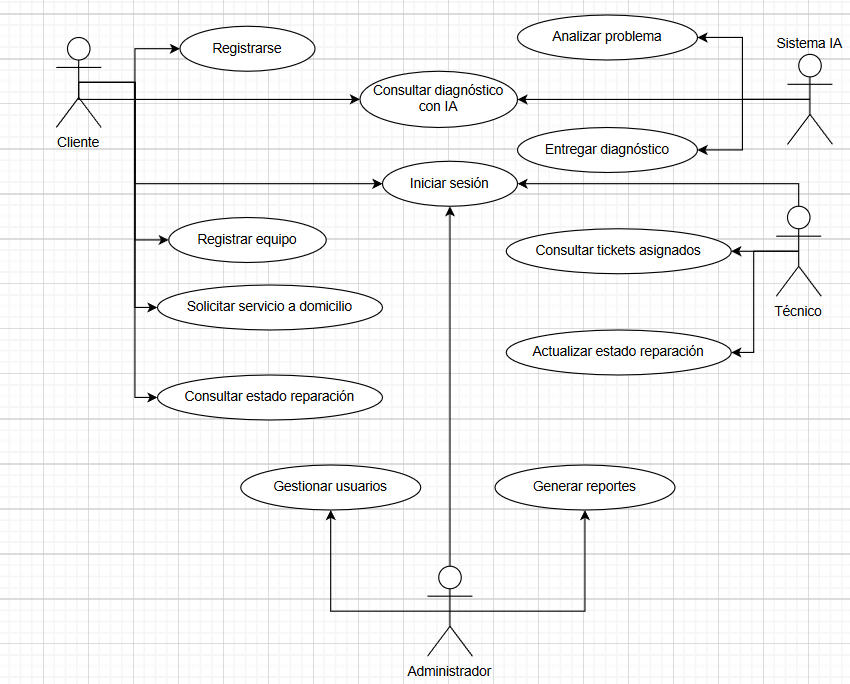 Analizar problema
Sistema IA
Registrarse
Consultar diagnóstico
con IA
Cliente
Entregar diagnóstico
Iniciar sesión
Registrar equipo
Consultar tickets asignados
Solicitar servicio a domicilio
Técnico
Actualizar estado reparación
Consultar estado reparación
Gestionar usuarios
Generar reportes
Administrador